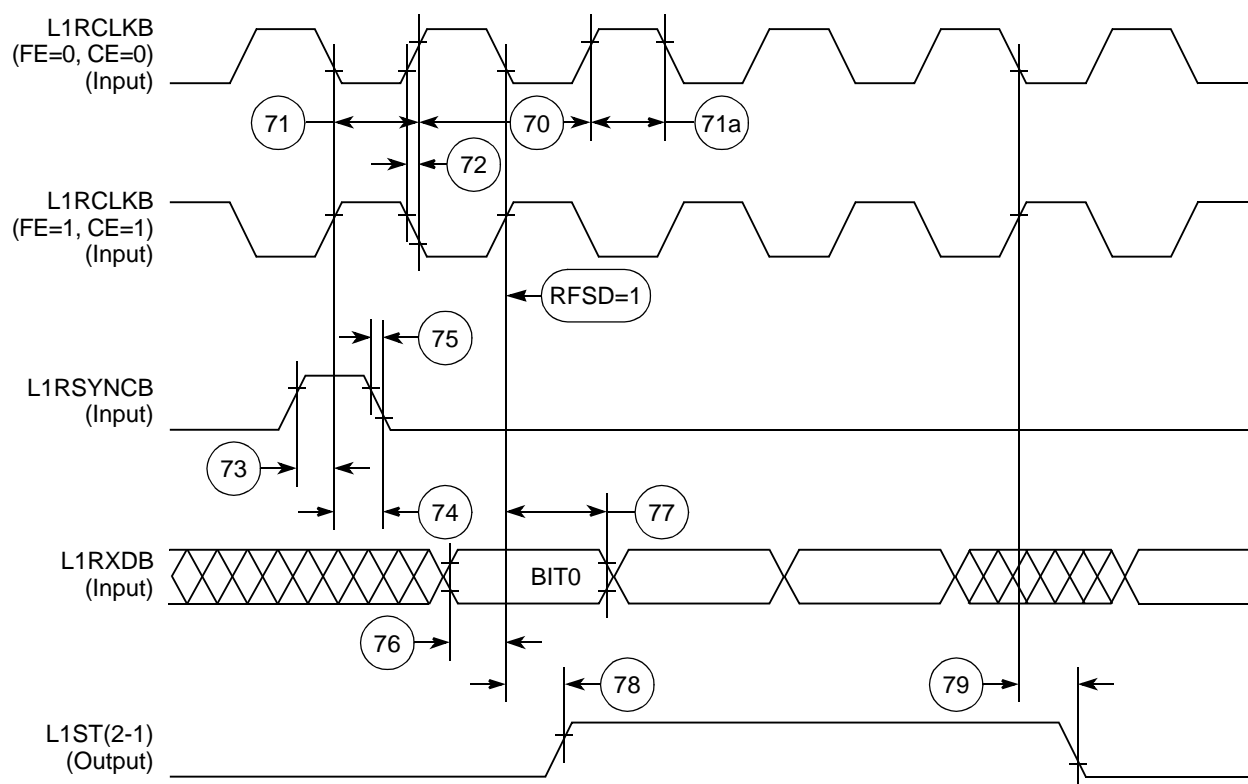 L1RCLKB
(FE=0, CE=0)
(Input)
71
70
71a
72
L1RCLKB
(FE=1, CE=1)
(Input)
RFSD=1
75
L1RSYNCB
(Input)
73
74
77
L1RXDB
(Input)
BIT0
76
78
79
L1ST(2-1)
(Output)